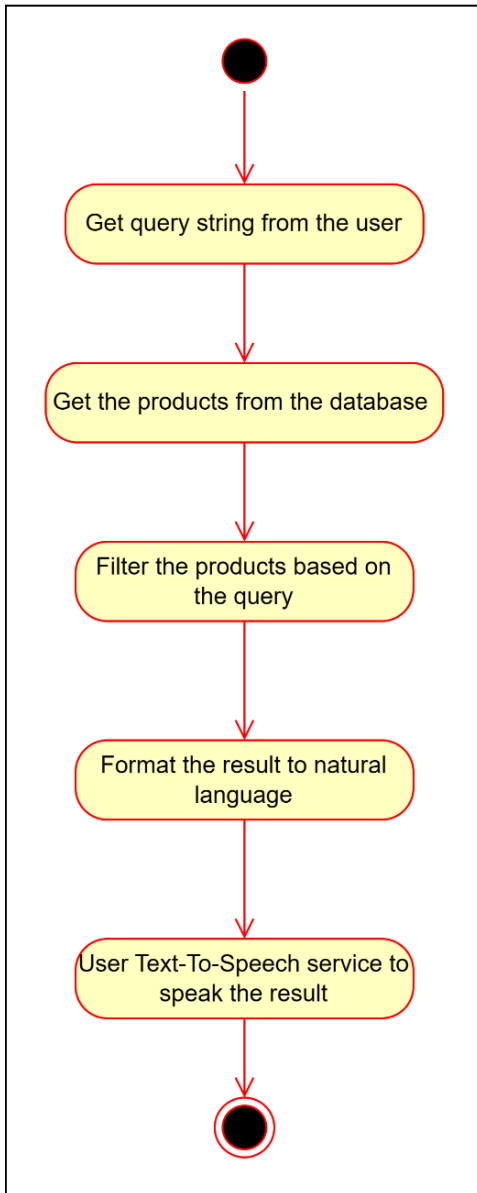 Get query string from the user
Get the products from the database
Filter the products based on
the query
Format the result to natural
language
User Text-To-Speech service to
speak the result